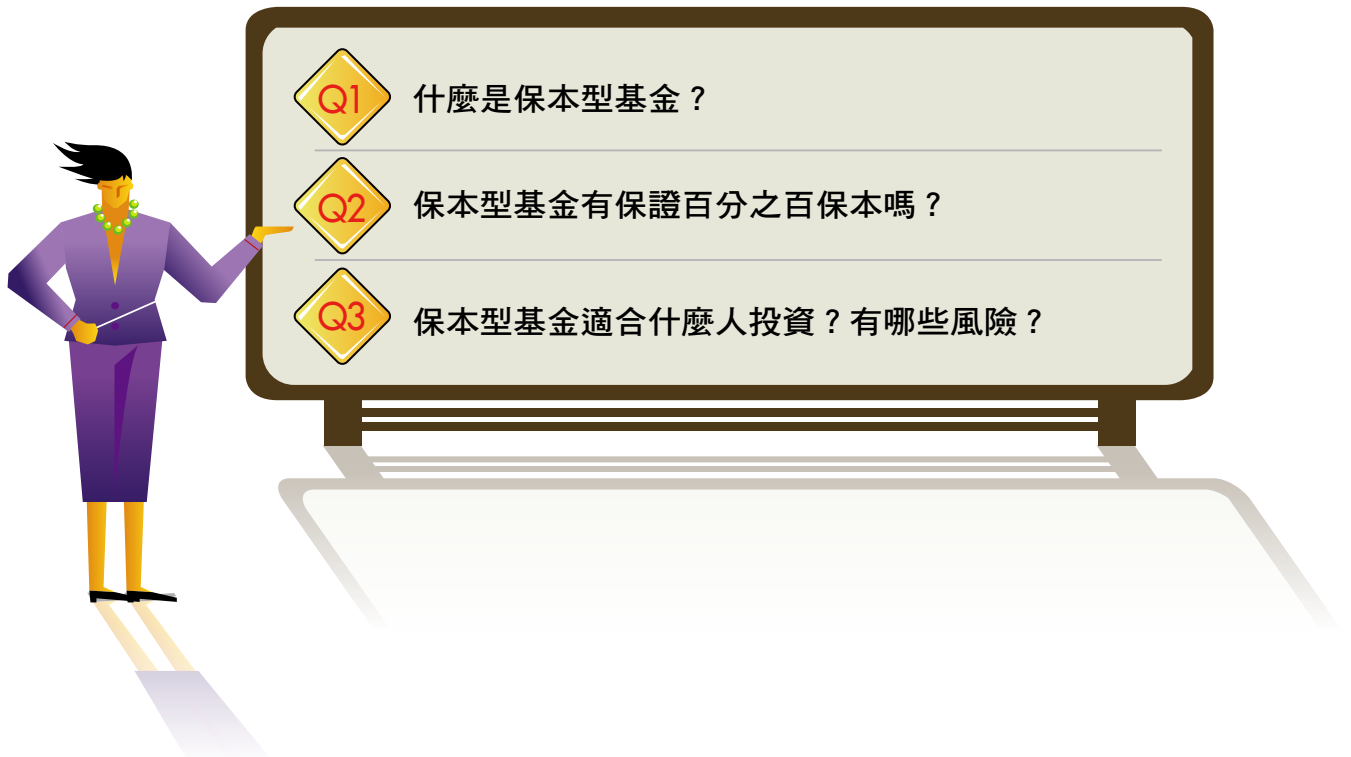 Q1 什麼是保本型基金？
Q2 保本型基金有保證百分之百保本嗎？
Q3 保本型基金適合什麼人投資？有哪些風險？